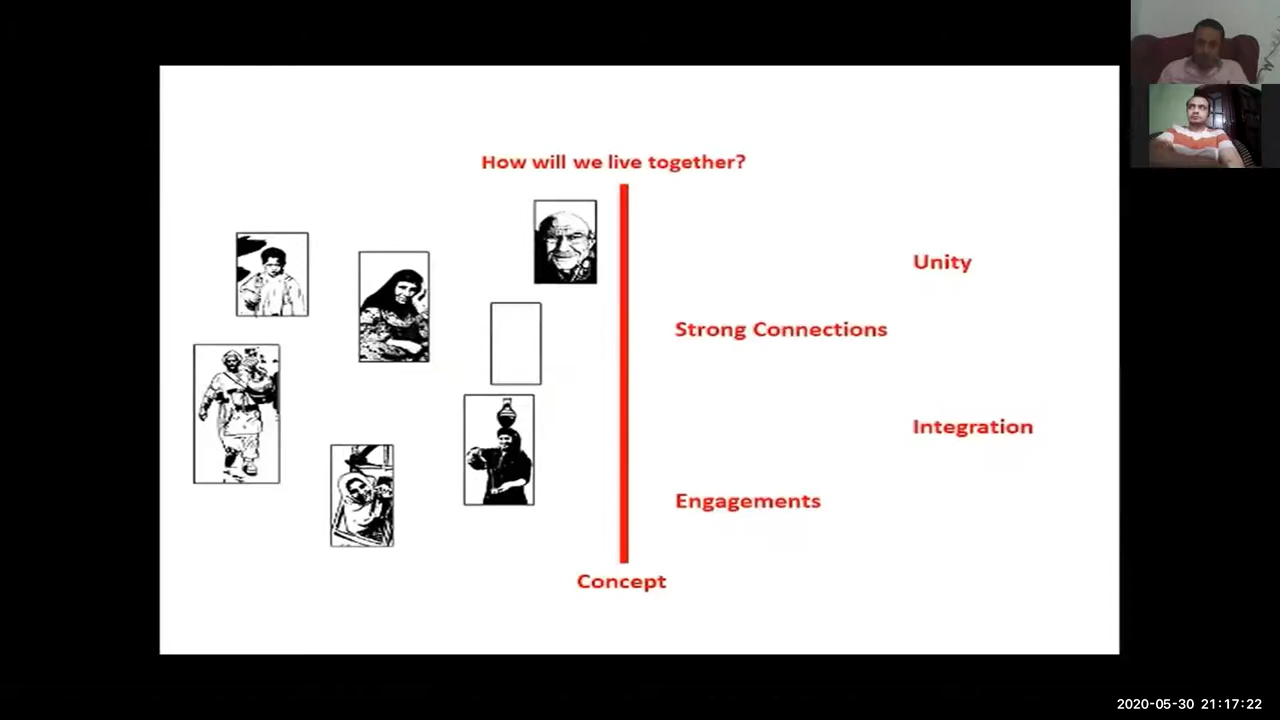 How will we live together?
Unity
Strong Connections
Integration
Engagements
Concept
2020-05-30 21:17:22